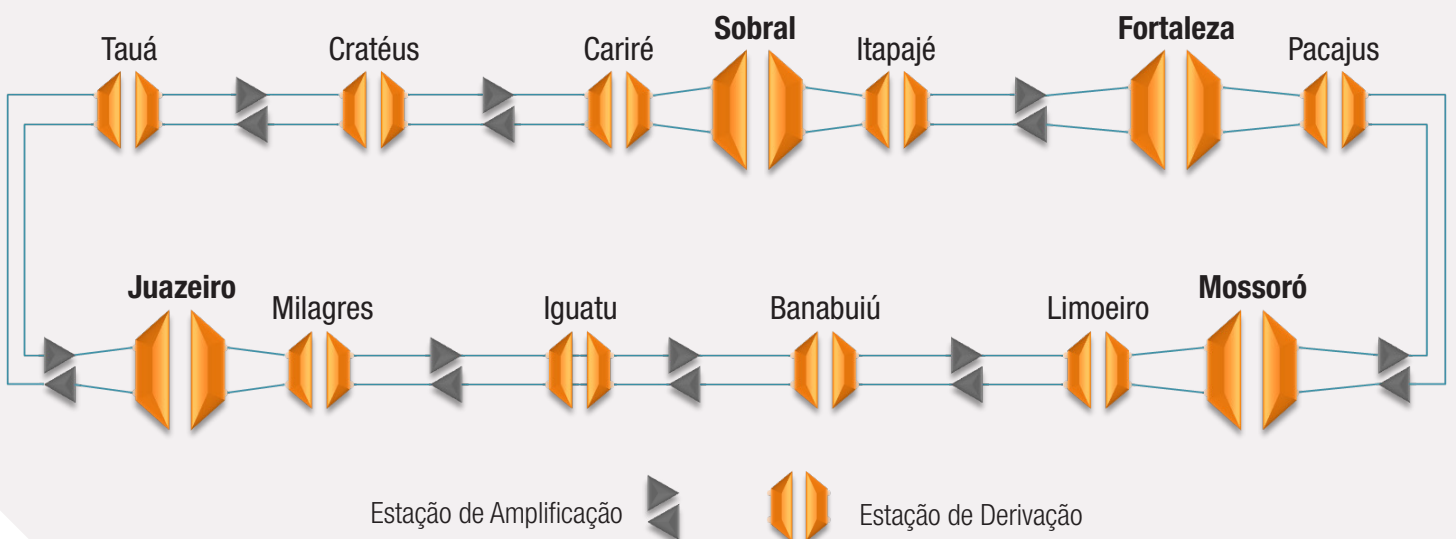 Tauá
Cratéus
Cariré
Sobral
Itapajé
Fortaleza
Pacajus
Juazeiro
Milagres
Iguatu
Banabuiú
Limoeiro
Mossoró
Estação de Amplificação
Estação de Derivação